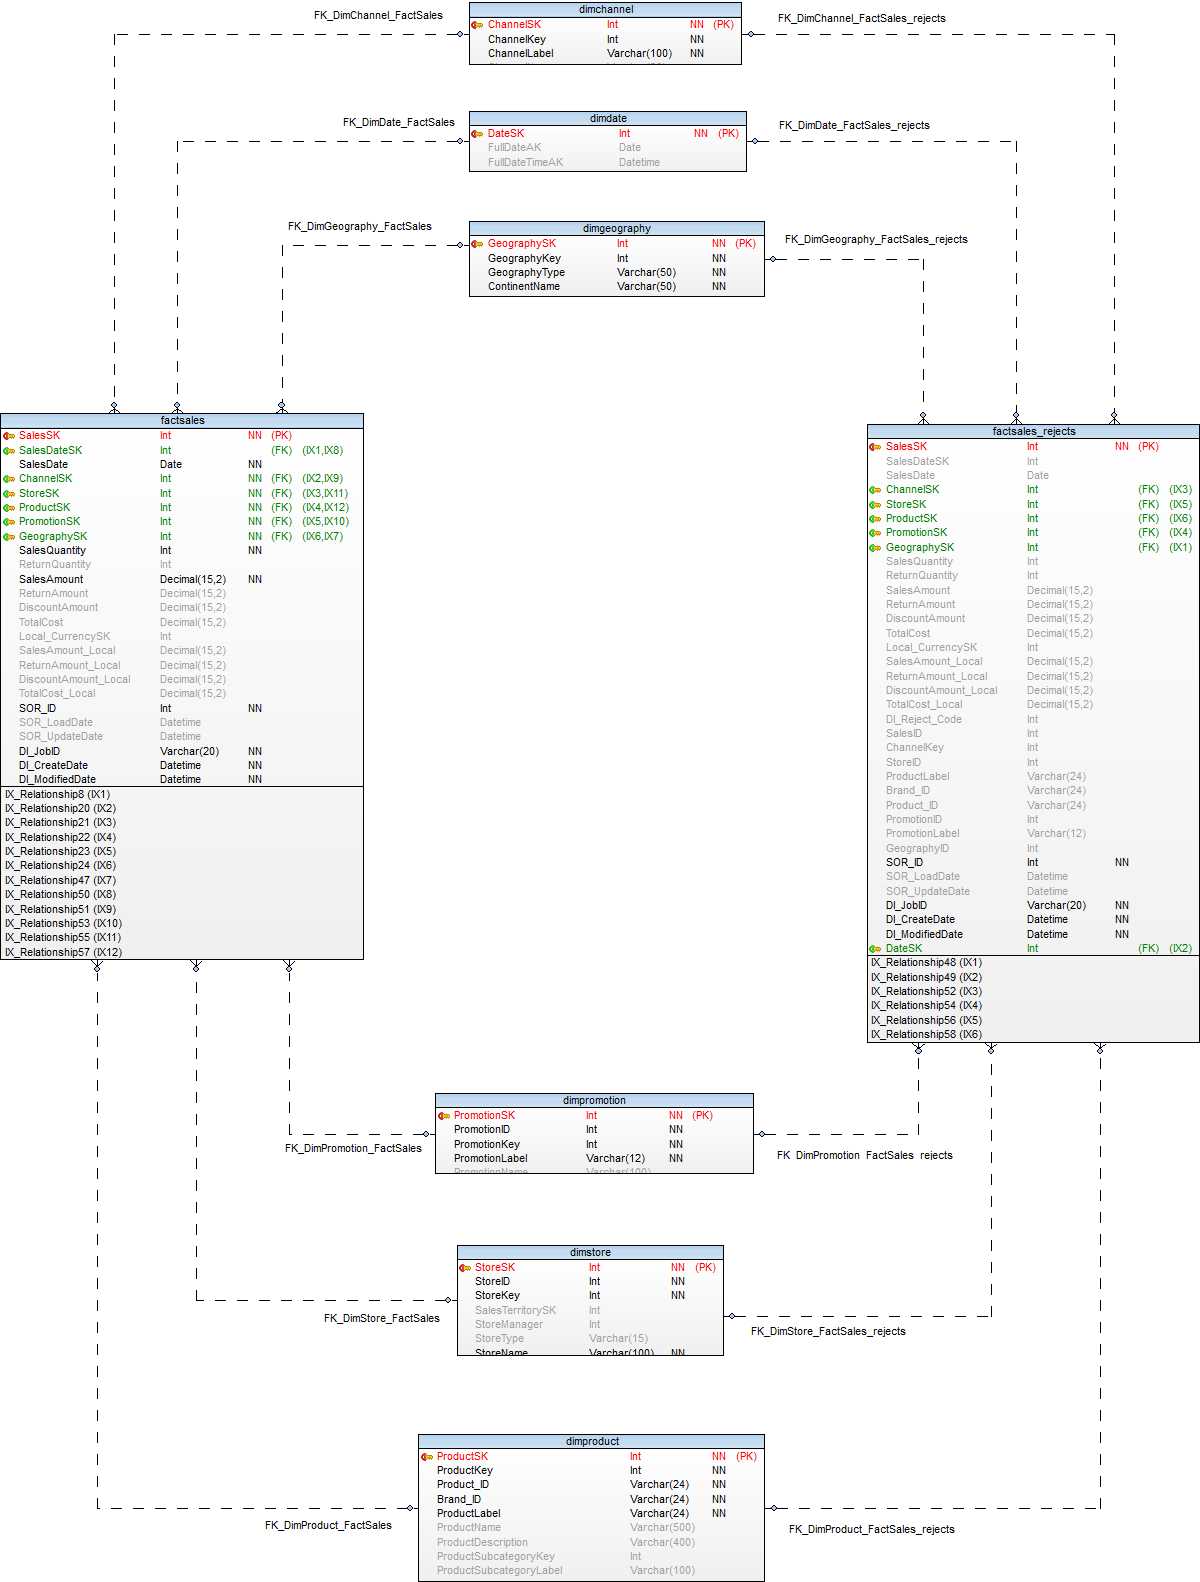 dimchannel
ChannelSK Int NN (PK)
ChannelKey Int NN
ChannelLabel Varchar(100) NN
FK_DimChannel_FactSales
FK_DimChannel_FactSales_rejects
dimdate
DateSK Int NN (PK)
FullDateAK Date
FullDateTimeAK Datetime
FK_DimDate_FactSales
FK_DimDate_FactSales_rejects
dimgeography
GeographySK Int NN (PK)
GeographyKey Int NN
GeographyType Varchar(50) NN
ContinentName Varchar(50) NN
FK_DimGeography_FactSales
FK_DimGeography_FactSales_rejects
factsales
SalesSK Int NN (PK)
SalesDateSK Int (FK) (IX1,IX8)
SalesDate Date NN
ChannelSK Int NN (FK) (IX2,IX9)
StoreSK Int NN (FK) (IX3,IX11)
ProductSK Int NN (FK) (IX4,IX12)
PromotionSK Int NN (FK) (IX5,IX10)
GeographySK Int NN (FK) (IX6,IX7)
SalesQuantity Int NN
ReturnQuantity Int
SalesAmount Decimal(15,2) NN
ReturnAmount Decimal(15,2)
DiscountAmount Decimal(15,2)
TotalCost Decimal(15,2)
Local_CurrencySK Int
SalesAmount_Local Decimal(15,2)
ReturnAmount_Local Decimal(15,2)
DiscountAmount_Local Decimal(15,2)
TotalCost_Local Decimal(15,2)
SOR_ID Int NN
SOR_LoadDate Datetime
SOR_UpdateDate Datetime
DI_JobID Varchar(20) NN
DI_CreateDate Datetime NN
DI_ModifiedDate Datetime NN
IX_Relationship8 (IX1)
IX_Relationship20 (IX2)
IX_Relationship21 (IX3)
IX_Relationship22 (IX4)
IX_Relationship23 (IX5)
IX_Relationship24 (IX6)
IX_Relationship47 (IX7)
IX_Relationship50 (IX8)
IX_Relationship51 (IX9)
IX_Relationship53 (IX10)
IX_Relationship55 (IX11)
IX_Relationship57 (IX12)
factsales_rejects
SalesSK Int NN (PK)
SalesDateSK Int
SalesDate Date
ChannelSK Int (FK) (IX3)
StoreSK Int (FK) (IX5)
ProductSK Int (FK) (IX6)
PromotionSK Int (FK) (IX4)
GeographySK Int (FK) (IX1)
SalesQuantity Int
ReturnQuantity Int
SalesAmount Decimal(15,2)
ReturnAmount Decimal(15,2)
DiscountAmount Decimal(15,2)
TotalCost Decimal(15,2)
Local_CurrencySK Int
SalesAmount_Local Decimal(15,2)
ReturnAmount_Local Decimal(15,2)
DiscountAmount_Local Decimal(15,2)
TotalCost_Local Decimal(15,2)
DI_Reject_Code Int
SalesID Int
ChannelKey Int
StoreID Int
ProductLabel Varchar(24)
Brand_ID Varchar(24)
Product_ID Varchar(24)
PromotionID Int
PromotionLabel Varchar(12)
GeographyID Int
SOR_ID Int NN
SOR_LoadDate Datetime
SOR_UpdateDate Datetime
DI_JobID Varchar(20) NN
DI_CreateDate Datetime NN
DI_ModifiedDate Datetime NN
DateSK Int (FK) (IX2)
IX_Relationship48 (IX1)
IX_Relationship49 (IX2)
IX_Relationship52 (IX3)
IX_Relationship54 (IX4)
IX_Relationship56 (IX5)
IX_Relationship58 (IX6)
dimpromotion
PromotionSK Int NN (PK)
PromotionID Int NN
PromotionKey Int NN
PromotionLabel Varchar(12) NN
PromotionName Varchar(100)
FK_DimPromotion_FactSales
FK_DimPromotion_FactSales_rejects
dimstore
StoreSK Int NN (PK)
StoreID Int NN
StoreKey Int NN
SalesTerritorySK Int
StoreManager Int
StoreType Varchar(15)
StoreName Varchar(100) NN
FK_DimStore_FactSales
FK_DimStore_FactSales_rejects
dimproduct
ProductSK Int NN (PK)
ProductKey Int NN
Product_ID Varchar(24) NN
Brand_ID Varchar(24) NN
ProductLabel Varchar(24) NN
ProductName Varchar(500)
ProductDescription Varchar(400)
ProductSubcategoryKey Int
ProductSubcategoryLabel Varchar(100)
FK_DimProduct_FactSales
FK_DimProduct_FactSales_rejects